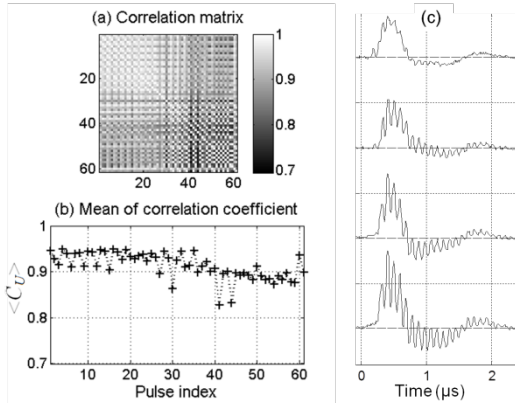 (a) Correlation matrix
20
40
60
20 40 60
1
0.9
0.8
0.7
(b) Mean of correlation coefficient
<C_U>
1
0.9
0.8
0.7
10 20 30 40 50 60
Pulse index
(c)
0 1 2
Time (µs)